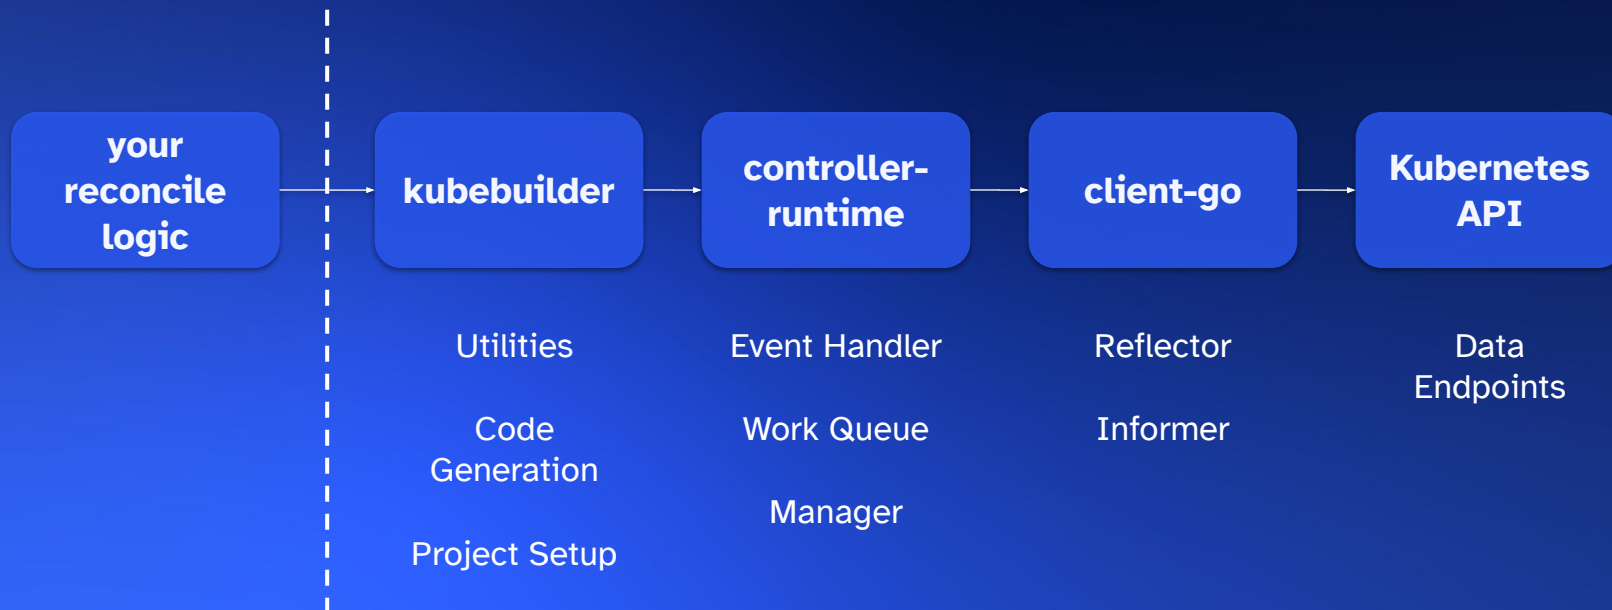 your
reconcile
logic
kubebuilder
controller-
runtime
client-go
Kubernetes
API
Utilities
Code
Generation
Project Setup
Event Handler
Work Queue
Manager
Reflector
Informer
Data
Endpoints